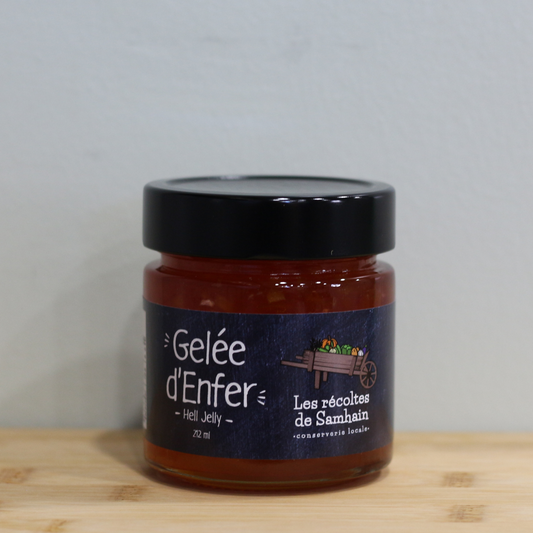 Gelée
d'Enfer
- Hell Jelly -
212 ml
Les récoltes
de Samhain
•conserverie locale•